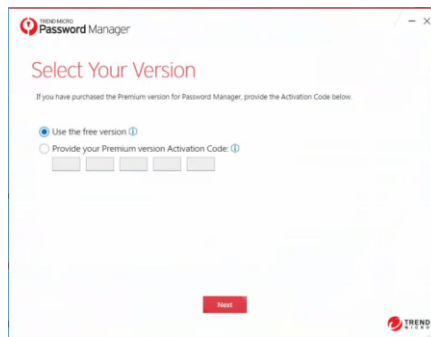 TREND MICRO
Password Manager
Select Your Version
If you have purchased the Premium version for Password Manager, provide the Activation Code below.
Use the free version
Provide your Premium version Activation Code:
Next
TREND
MICRO